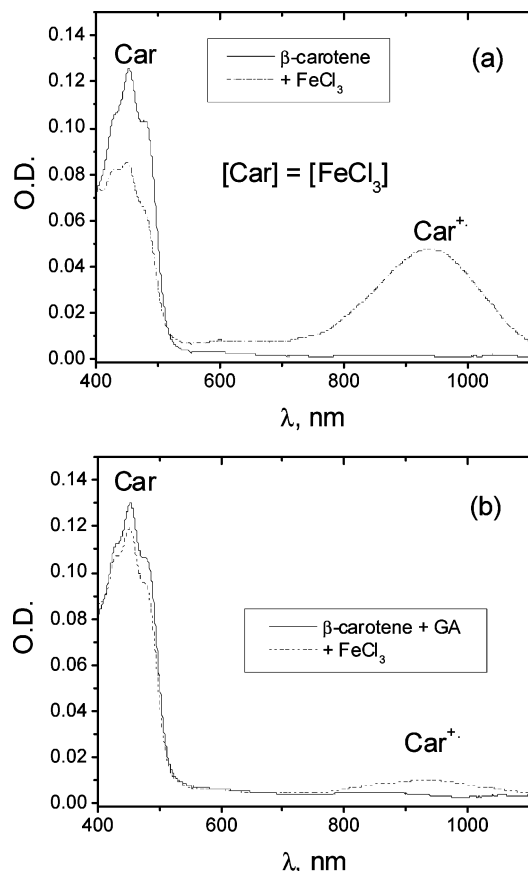 (a)
Car
β-carotene
+ FeCl3
[Car] = [FeCl3]
Car+.
O.D.
0.14
0.12
0.10
0.08
0.06
0.04
0.02
0.00
400 600 800 1000
λ, nm
(b)
Car
β-carotene + GA
+ FeCl3
Car+.
O.D.
0.14
0.12
0.10
0.08
0.06
0.04
0.02
0.00
400 600 800 1000
λ, nm